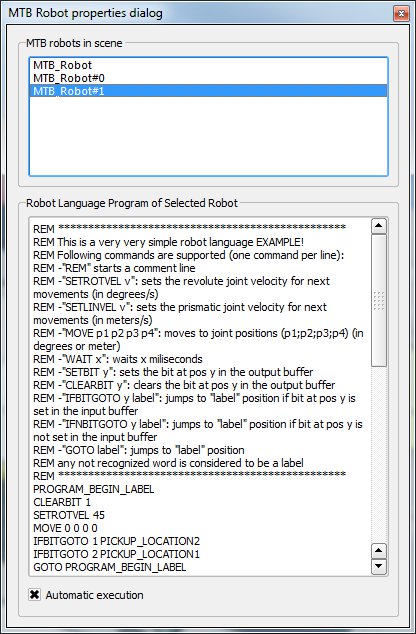 MTB Robot properties dialog
MTB robots in scene
MTB_Robot
MTB_Robot#0
MTB_Robot#1
Robot Language Program of Selected Robot
REM ************************************************
REM This is a very very simple robot language EXAMPLE!
REM Following commands are supported (one command per line):
REM -"REM" starts a comment line
REM -"SETROTVEL v": sets the revolute joint velocity for next
movements (in degrees/s)
REM -"SETLINVEL v": sets the prismatic joint velocity for next
movements (in meters/s)
REM -"MOVE p1 p2 p3 p4": moves to joint positions (p1;p2;p3;p4) (in
degrees or meter)
REM -"WAIT x": waits x miliseconds
REM -"SETBIT y": sets the bit at pos y in the output buffer
REM -"CLEARBIT y": clears the bit at pos y in the output buffer
REM -"IFBITGOTO y label": jumps to "label" position if bit at pos y is
set in the input buffer
REM -"IFNBITGOTO y label": jumps to "label" position if bit at pos y is
not set in the input buffer
REM -"GOTO label": jumps to "label" position
REM any not recognized word is considered to be a label
REM ************************************************
PROGRAM_BEGIN_LABEL
CLEARBIT 1
SETROTVEL 45
MOVE 0 0 0 0
IFBITGOTO 1 PICKUP_LOCATION2
IFBITGOTO 2 PICKUP_LOCATION1
GOTO PROGRAM_BEGIN_LABEL
Automatic execution